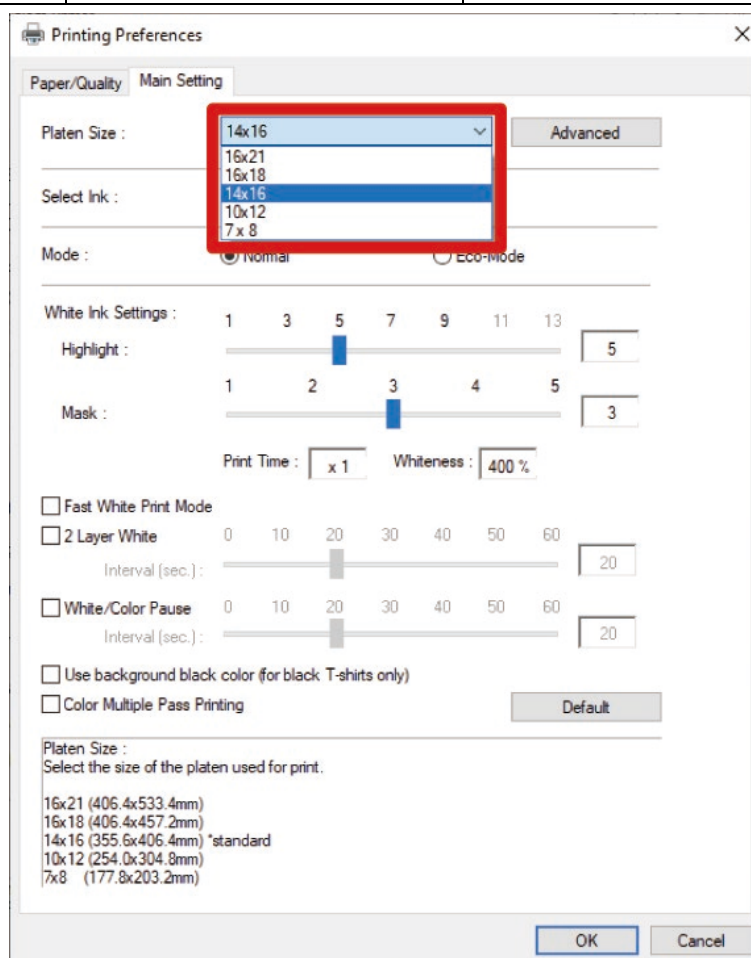 Printing Preferences
Paper/Quality Main Setting
Platen Size : 14x16 Advanced
16x21
16x18
14x16
10x12
7 x 8
Select Ink :
Mode : Normal Eco-Mode
White Ink Settings : 1 3 5 7 9 11 13
Highlight : 5
1 2 3 4 5
Mask : 3
Print Time : x 1 Whiteness : 400 %
Fast White Print Mode
2 Layer White 0 10 20 30 40 50 60
Interval (sec.) : 20
White/Color Pause 0 10 20 30 40 50 60
Interval (sec.) : 20
Use background black color (for black T-shirts only)
Color Multiple Pass Printing Default
Platen Size :
Select the size of the platen used for print.
16x21 (406.4x533.4mm)
16x18 (406.4x457.2mm)
14x16 (355.6x406.4mm) *standard
10x12 (254.0x304.8mm)
7x8 (177.8x203.2mm)
OK Cancel